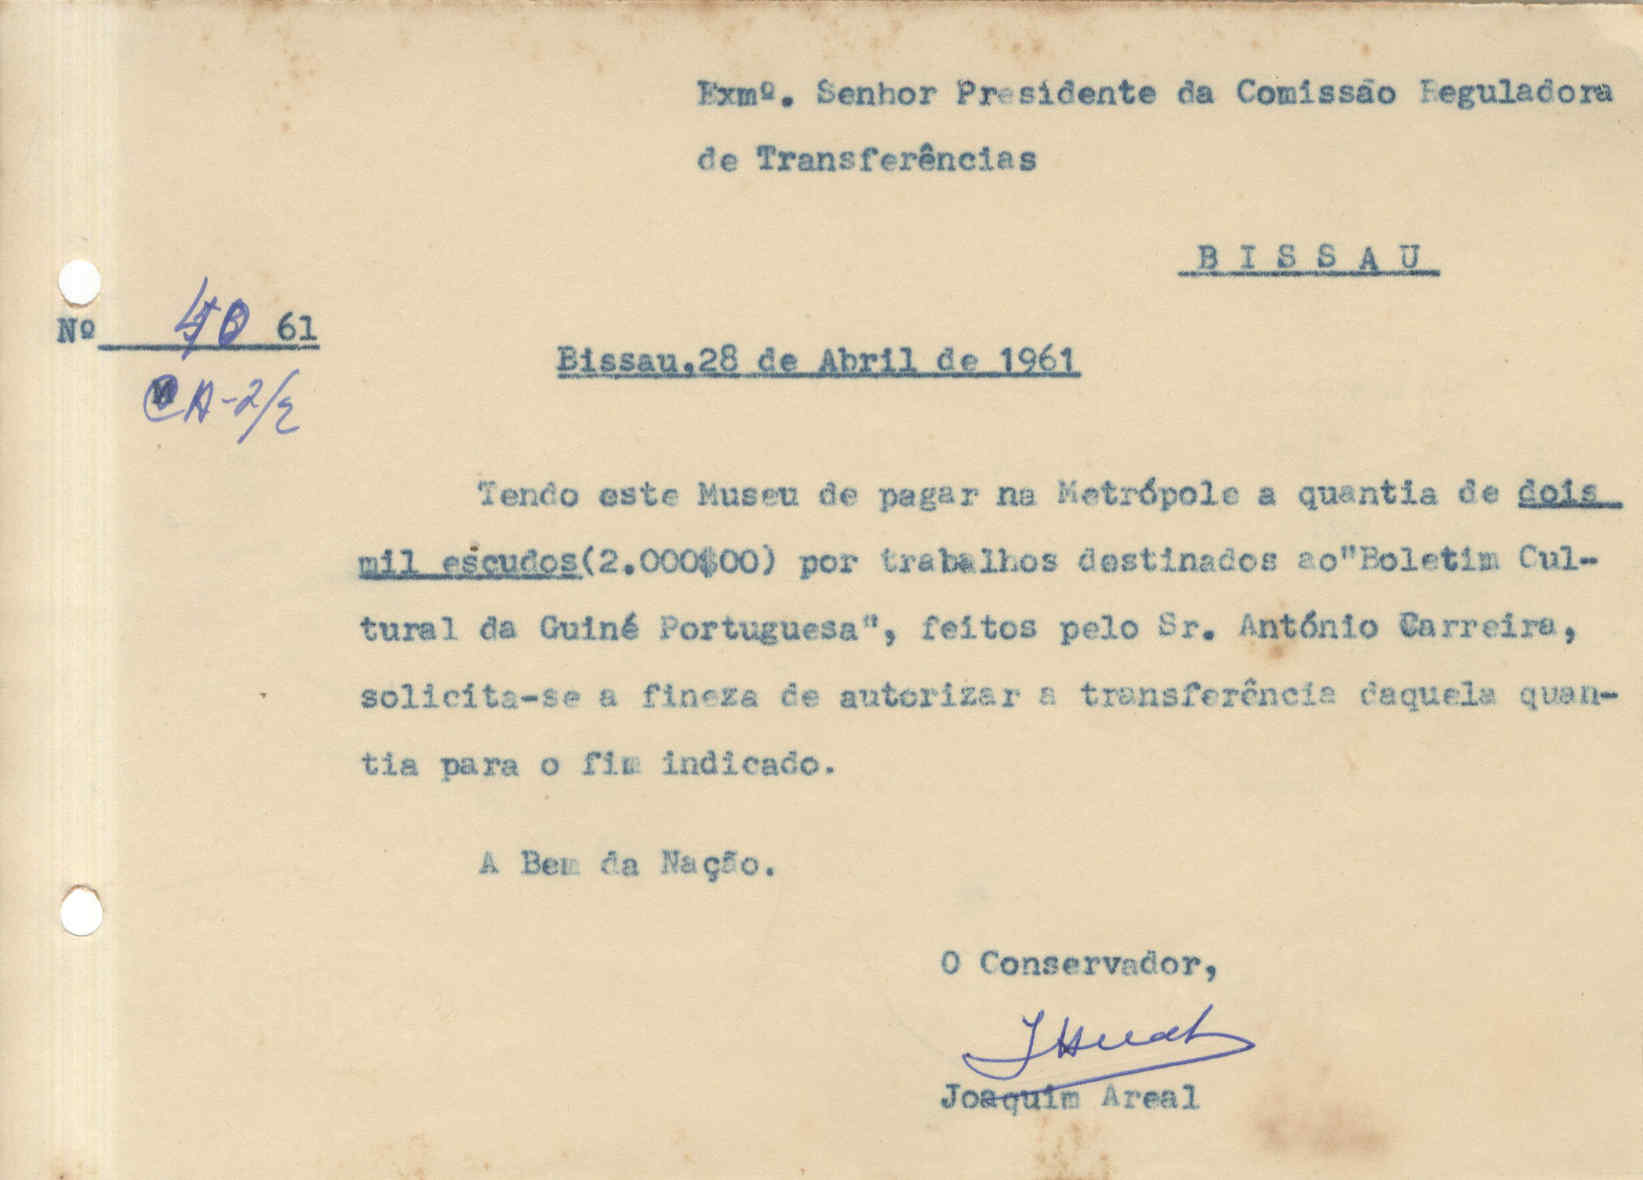 Exmº. Senhor Presidente da Comissão Reguladora
de Transferências
B I S S A U
Nº 40 61
A-2/
Bissau,28 de Abril de 1961
Tendo este Museu de pagar na Metrópole a quantia de dois
mil escudos(2.000$00) por trabalhos destinados ao"Boletim Cul-
tural da Guiné Portuguesa", feitos pelo Sr. António Carreira,
solicita-se a fineza de autorizar a transferência daquela quan-
tia para o fim indicado.
A Bem da Nação.
O Conservador,
Joaquim Areal